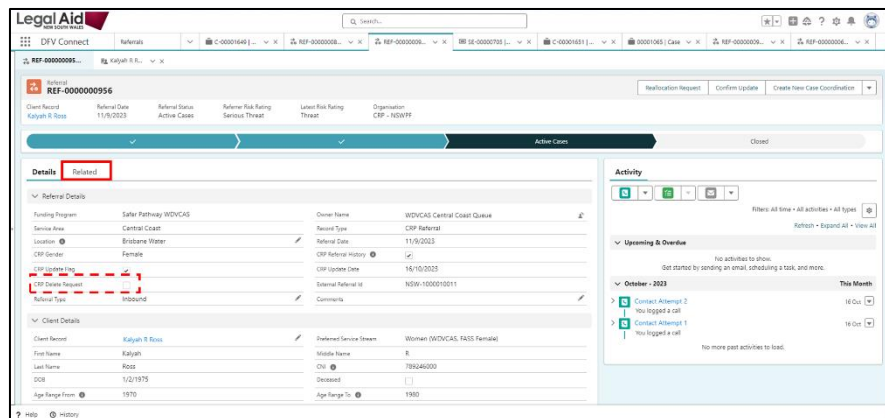 Legal Aid
NEW SOUTH WALES
Search...
DFV Connect
Referrals
C-00001649 | ...
REF-00000008...
REF-00000009...
SE-00000703 | ...
C-00001651 | ...
00001065 | Case
REF-00000009...
REF-00000006...
REF-000000095...
Kalyah R R...
Referral
REF-0000000956
Reallocation Request
Confirm Update
Create New Case Coordination
Client Record Referral Date Referral Status Referrer Risk Rating Latest Risk Rating Organisation
Kalyah R Ross 11/9/2023 Active Cases Serious Threat Threat CRP - NSWPF
Active Cases
Closed
Details Related
Referral Details
Funding Program Safer Pathway WDVCAS Owner Name WDVCAS Central Coast Queue
Service Area Central Coast Record Type CRP Referral
Location Brisbane Water Referral Date 11/9/2023
CRP Gender Female CRP Referral History
CRP Update Flag CRP Update Date 16/10/2023
CRP Delete Request External Referral Id NSW-1000010011
Referral Type Inbound Comments
Client Details
Client Record Kalyah R Ross Preferred Service Stream Women (WDVCAS, FASS Female)
First Name Kalyah Middle Name R
Last Name Ross CNI 789246000
DOB 1/2/1975 Deceased
Age Range From 1970 Age Range To 1980
Activity
Filters: All time • All activities • All types
Refresh • Expand All • View All
Upcoming & Overdue
No activities to show.
Get started by sending an email, scheduling a task, and more.
October - 2023 This Month
Contact Attempt 2 16 Oct
You logged a call
Contact Attempt 1 16 Oct
You logged a call
No more past activities to load.
Help History